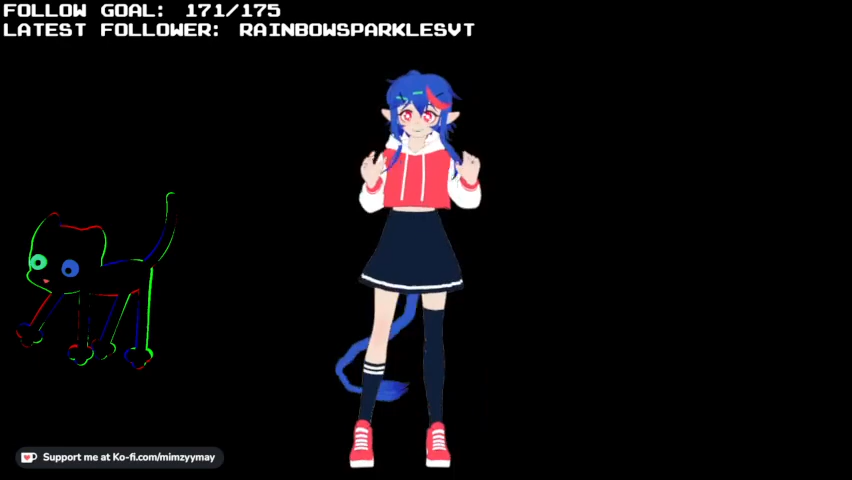 FOLLOW GOAL: 171/175
LATEST FOLLOWER: RAINBOWSPARKLESVT
Support me at Ko-fi.com/mimzyymay